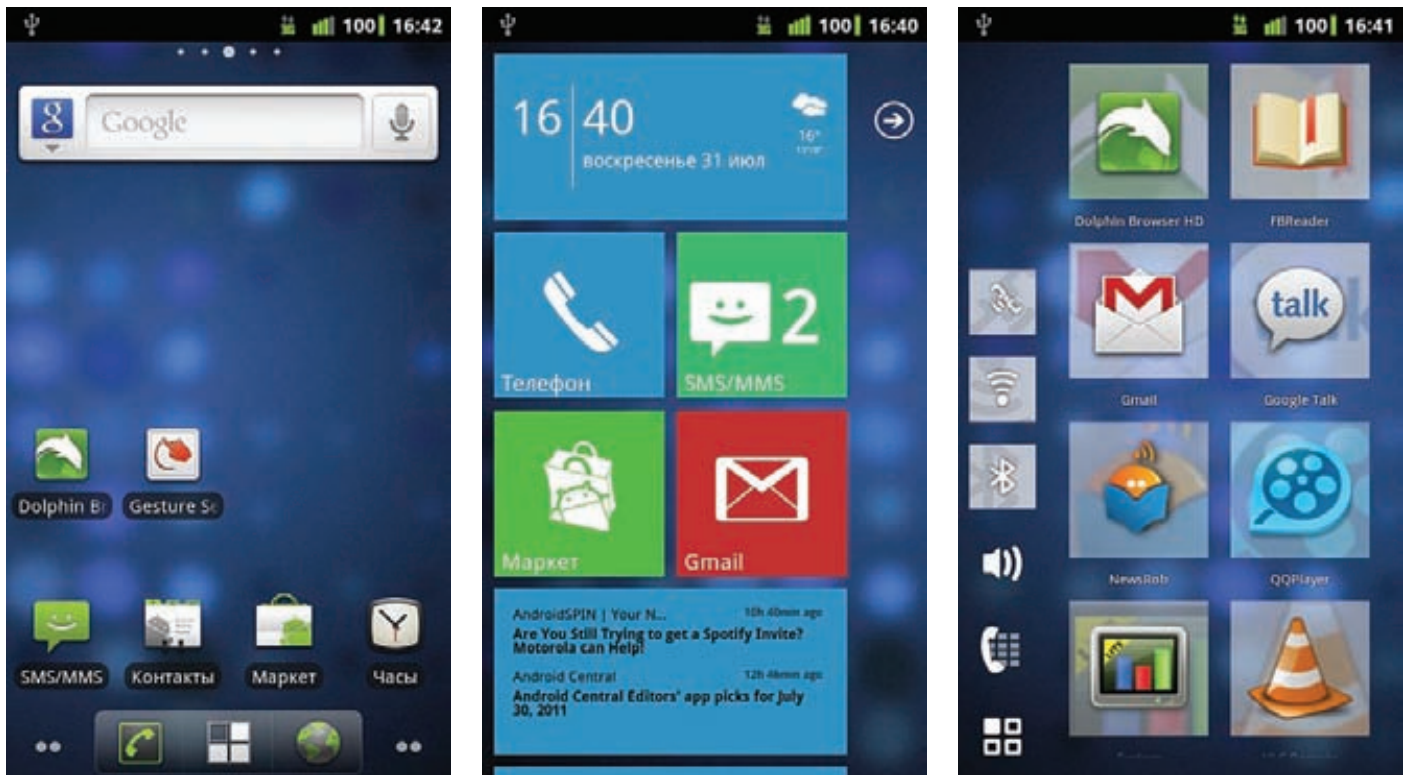 100 16:42
Google
Dolphin Br
Gesture Se
SMS/MMS Контакты Маркет Часы
100 16:40
16 40
16°
воскресенье 31 июл
Телефон
2
SMS/MMS
Маркет
Gmail
AndroidSPIN | Your N... 10h 40mn ago
Are You Still Trying to get a Spotify Invite?
Motorola can Help!
Android Central 12h 46mn ago
Android Central Editors' app picks for July
30, 2011
100 16:41
Dolphin Browser HD FBReader
talk
Gmail Google Talk
NewsRob QQPlayer